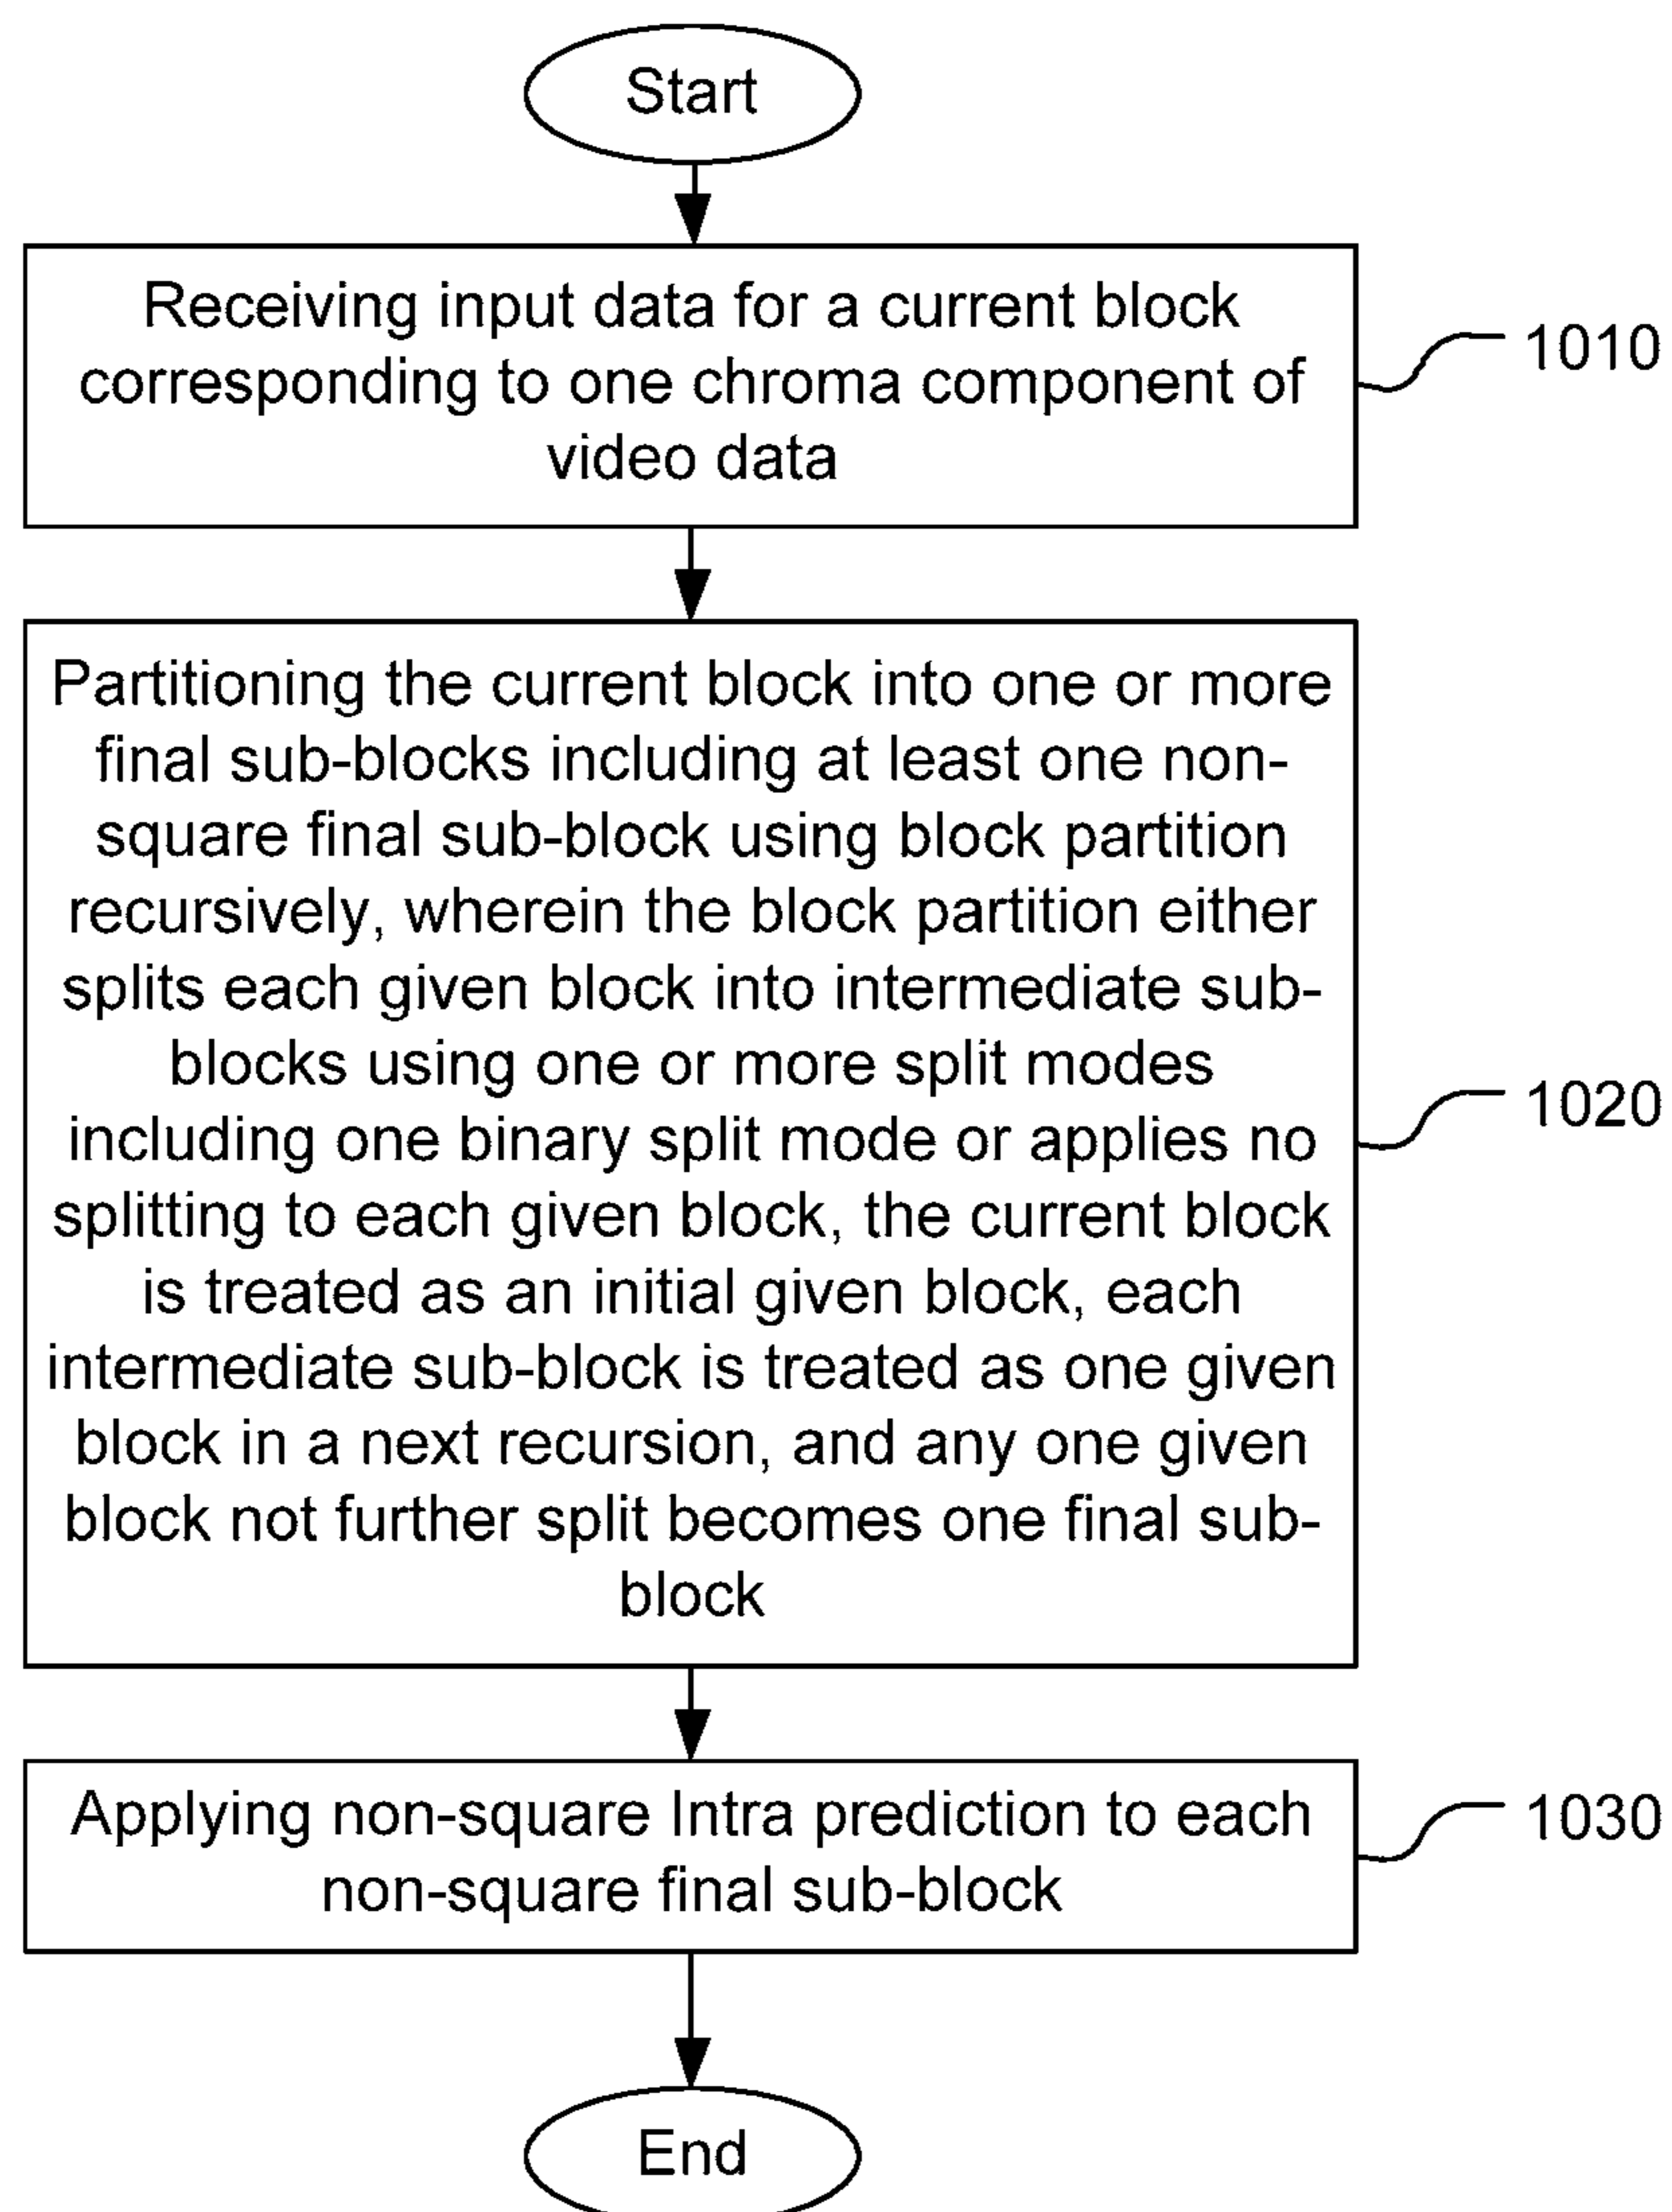 Start
Receiving input data for a current block
corresponding to one chroma component of
video data
1010
Partitioning the current block into one or more
final sub-blocks including at least one non-
square final sub-block using block partition
recursively, wherein the block partition either
splits each given block into intermediate sub-
blocks using one or more split modes
including one binary split mode or applies no
splitting to each given block, the current block
is treated as an initial given block, each
intermediate sub-block is treated as one given
block in a next recursion, and any one given
block not further split becomes one final sub-
block
1020
Applying non-square Intra prediction to each
non-square final sub-block
1030
End